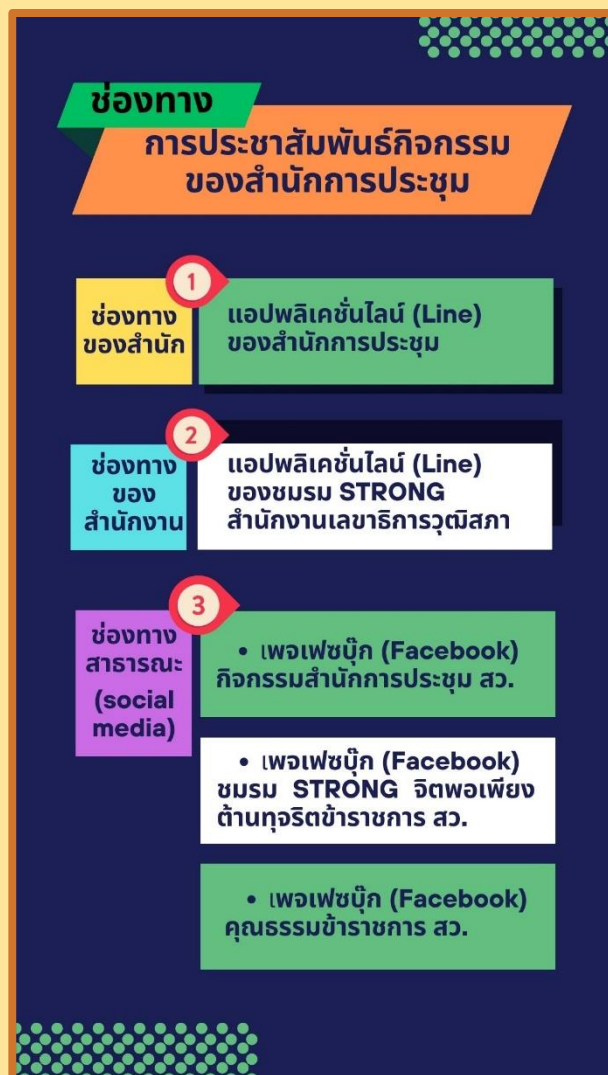 ช่องทาง
การประชาสัมพันธ์กิจกรรม
ของสำนักการประชุม
1
ช่องทาง
ของสำนัก
แอปพลิเคชั่นไลน์ (Line)
ของสำนักการประชุม
2
ช่องทาง
ของ
สำนักงาน
แอปพลิเคชั่นไลน์ (Line)
ของชมรม STRONG
สำนักงานเลขาธิการวุฒิสภา
3
ช่องทาง
สาธารณะ
(social
media)
• เพจเฟซบุ๊ก (Facebook)
กิจกรรมสำนักการประชุม สว.
• เพจเฟซบุ๊ก (Facebook)
ชมรม STRONG จิตพอเพียง
ต้านทุจริตข้าราชการ สว.
• เพจเฟซบุ๊ก (Facebook)
คุณธรรมข้าราชการ สว.